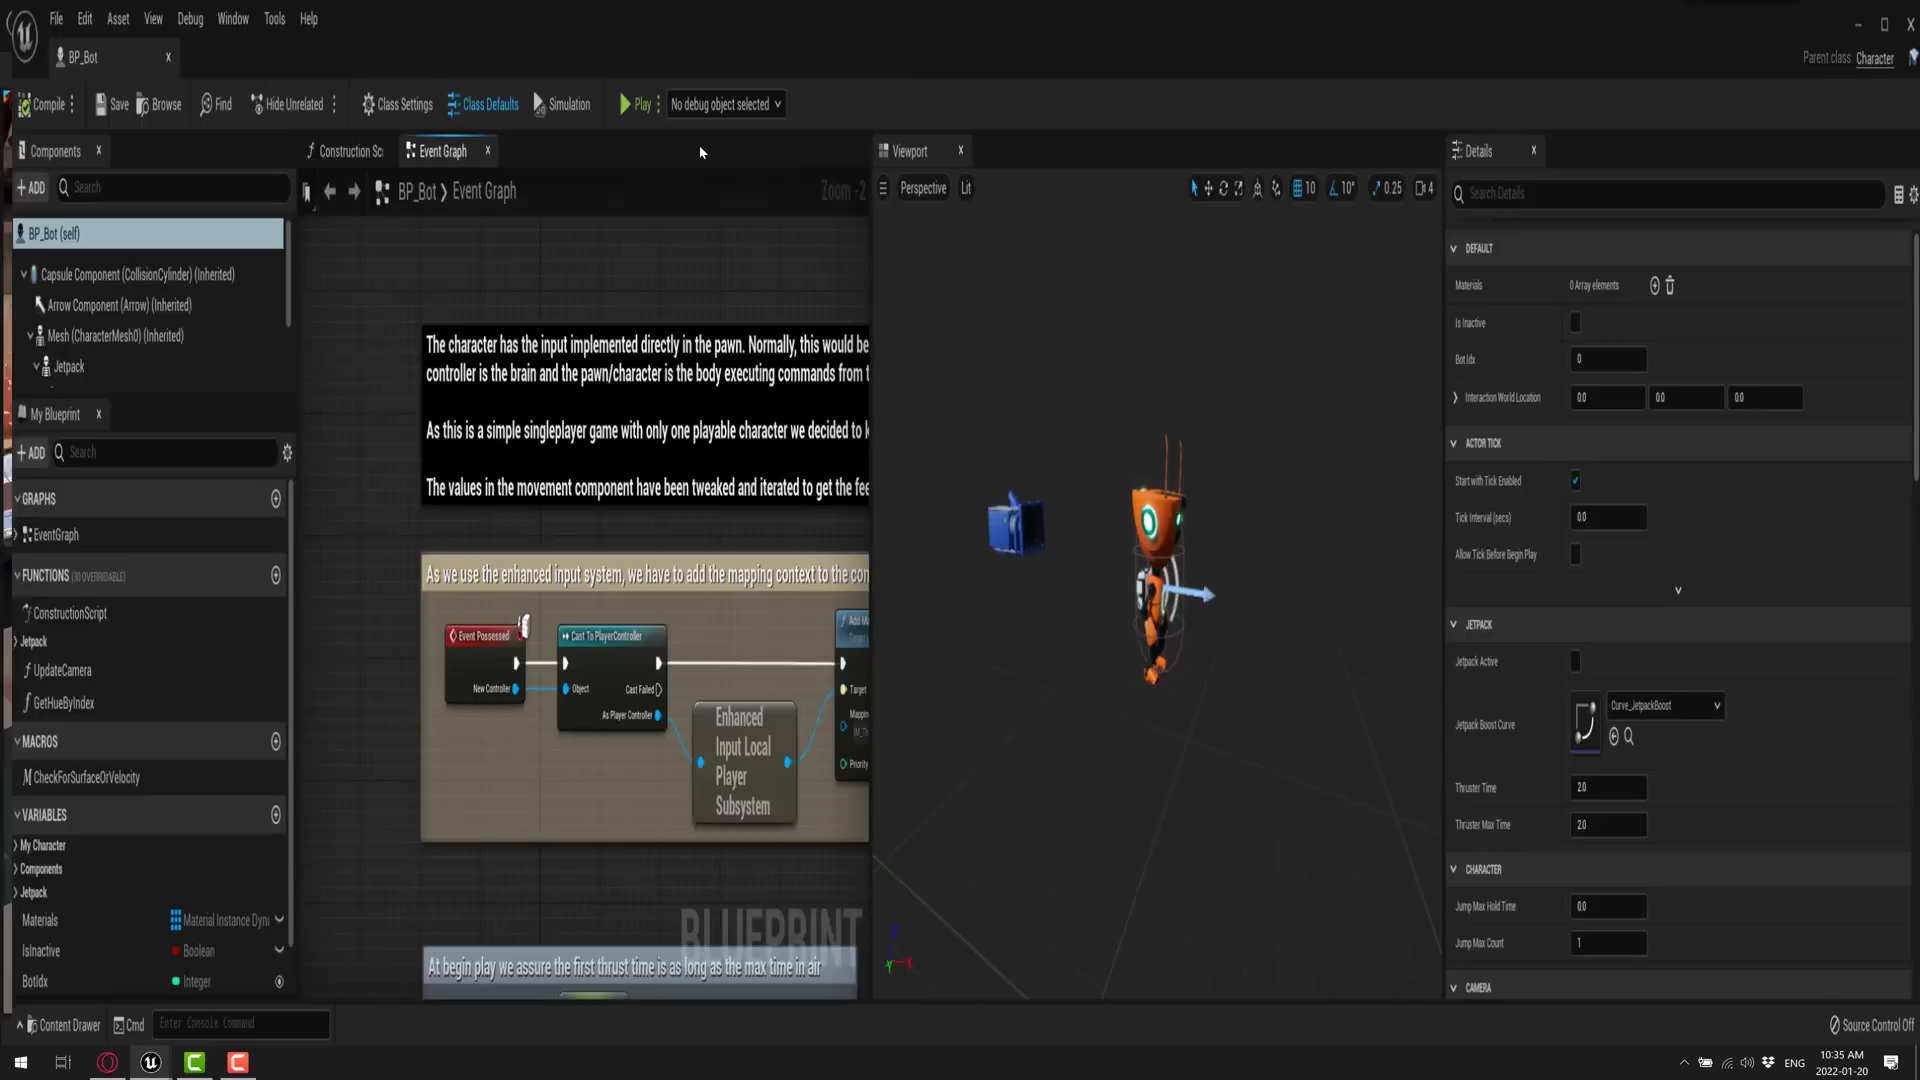 File Edit Asset View Debug Window Tools Help
BP_Bot
Parent class: Character
Compile Save Browse Find Hide Unrelated Class Settings Class Defaults Simulation Play No debug object selected
Components
+ ADD Search
BP_Bot (self)
Capsule Component (CollisionCylinder) (Inherited)
Arrow Component (Arrow) (Inherited)
Mesh (CharacterMesh0) (Inherited)
Jetpack
My Blueprint
+ ADD Search
GRAPHS
EventGraph
FUNCTIONS (30 OVERRIDABLE)
ConstructionScript
Jetpack
UpdateCamera
GetHueByIndex
MACROS
CheckForSurfaceOrVelocity
VARIABLES
My Character
Components
Jetpack
Materials Material Instance Dyna
IsInactive Boolean
BotIdx Integer
Construction Sc Event Graph
BP_Bot > Event Graph Zoom -2
The character has the input implemented directly in the pawn. Normally, this would be
controller is the brain and the pawn/character is the body executing commands from t
As this is a simple singleplayer game with only one playable character we decided to k
The values in the movement component have been tweaked and iterated to get the fee
As we use the enhanced input system, we have to add the mapping context to the con
Event Possessed
New Controller
Cast To PlayerController
Object Cast Failed
As Player Controller
Enhanced
Input Local
Player
Subsystem
Add Ma
Target
Mapping
Priority
BLUEPRINT
At begin play we assure the first thrust time is as long as the max time in air
Viewport
Perspective Lit 10 10° 0.25 4
Details
Search Details
DEFAULT
Materials 0 Array elements
Is Inactive
Bot Idx 0
Interaction World Location 0.0 0.0 0.0
ACTOR TICK
Start with Tick Enabled
Tick Interval (secs) 0.0
Allow Tick Before Begin Play
JETPACK
Jetpack Active
Jetpack Boost Curve Curve_JetpackBoost
Thruster Time 2.0
Thruster Max Time 2.0
CHARACTER
Jump Max Hold Time 0.0
Jump Max Count 1
CAMERA
Content Drawer Cmd Enter Console Command Source Control Off
ENG 10:35 AM
2022-01-20